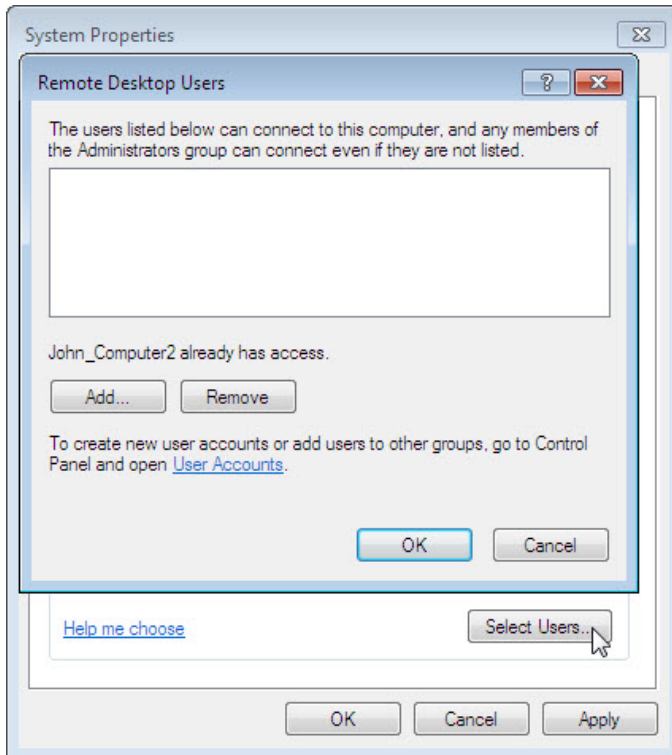 System Properties
Remote Desktop Users
The users listed below can connect to this computer, and any members of
the Administrators group can connect even if they are not listed.
John_Computer2 already has access.
Add... Remove
To create new user accounts or add users to other groups, go to Control
Panel and open User Accounts.
OK Cancel
Help me choose Select Users...
OK Cancel Apply